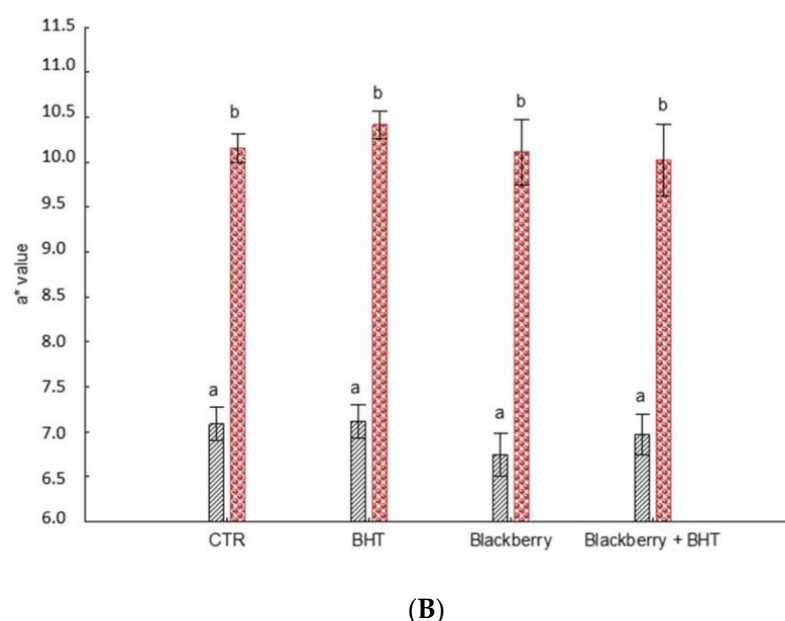 11.5
11.0
10.5
10.0
9.5
9.0
8.5
8.0
7.5
7.0
6.5
6.0
a* value
b
b
b
b
a
a
a
a
CTR
BHT
Blackberry
Blackberry + BHT
(B)